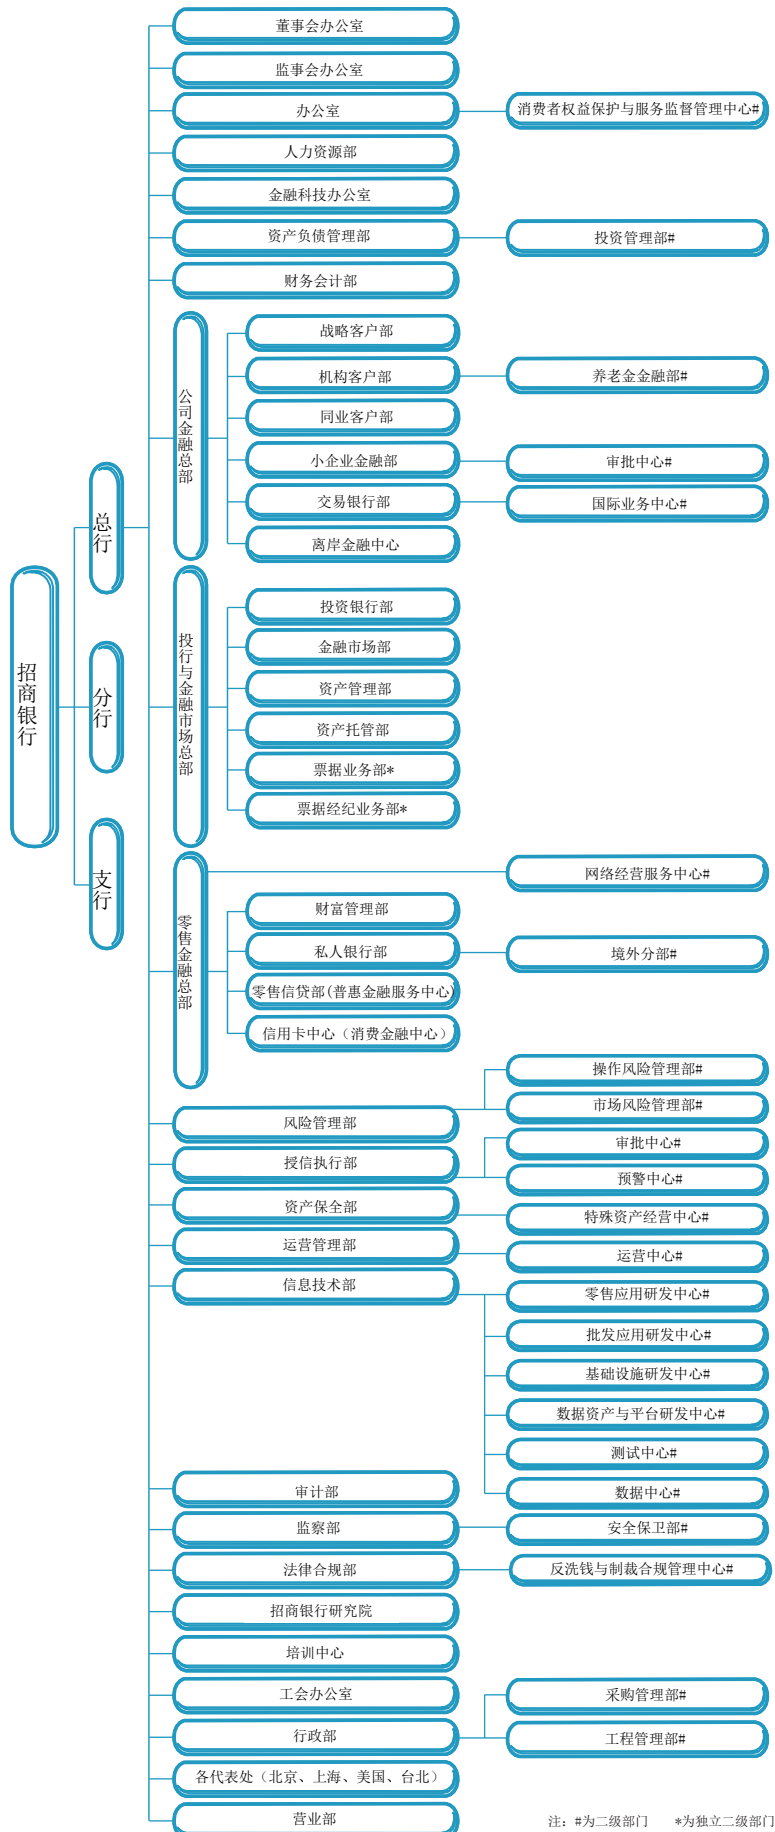 招商银行
总行
分行
支行
董事会办公室
监事会办公室
办公室
消费者权益保护与服务监督管理中心#
人力资源部
金融科技办公室
资产负债管理部
投资管理部#
财务会计部
公司金融总部
战略客户部
机构客户部
养老金金融部#
同业客户部
小企业金融部
审批中心#
交易银行部
国际业务中心#
离岸金融中心
投行与金融市场总部
投资银行部
金融市场部
资产管理部
资产托管部
票据业务部*
票据经纪业务部*
零售金融总部
网络经营服务中心#
财富管理部
私人银行部
境外分部#
零售信贷部(普惠金融服务中心)
信用卡中心（消费金融中心）
风险管理部
操作风险管理部#
市场风险管理部#
授信执行部
审批中心#
预警中心#
资产保全部
特殊资产经营中心#
运营管理部
运营中心#
信息技术部
零售应用研发中心#
批发应用研发中心#
基础设施研发中心#
数据资产与平台研发中心#
测试中心#
数据中心#
审计部
监察部
安全保卫部#
法律合规部
反洗钱与制裁合规管理中心#
招商银行研究院
培训中心
工会办公室
行政部
采购管理部#
工程管理部#
各代表处（北京、上海、美国、台北）
营业部
注：#为二级部门 *为独立二级部门